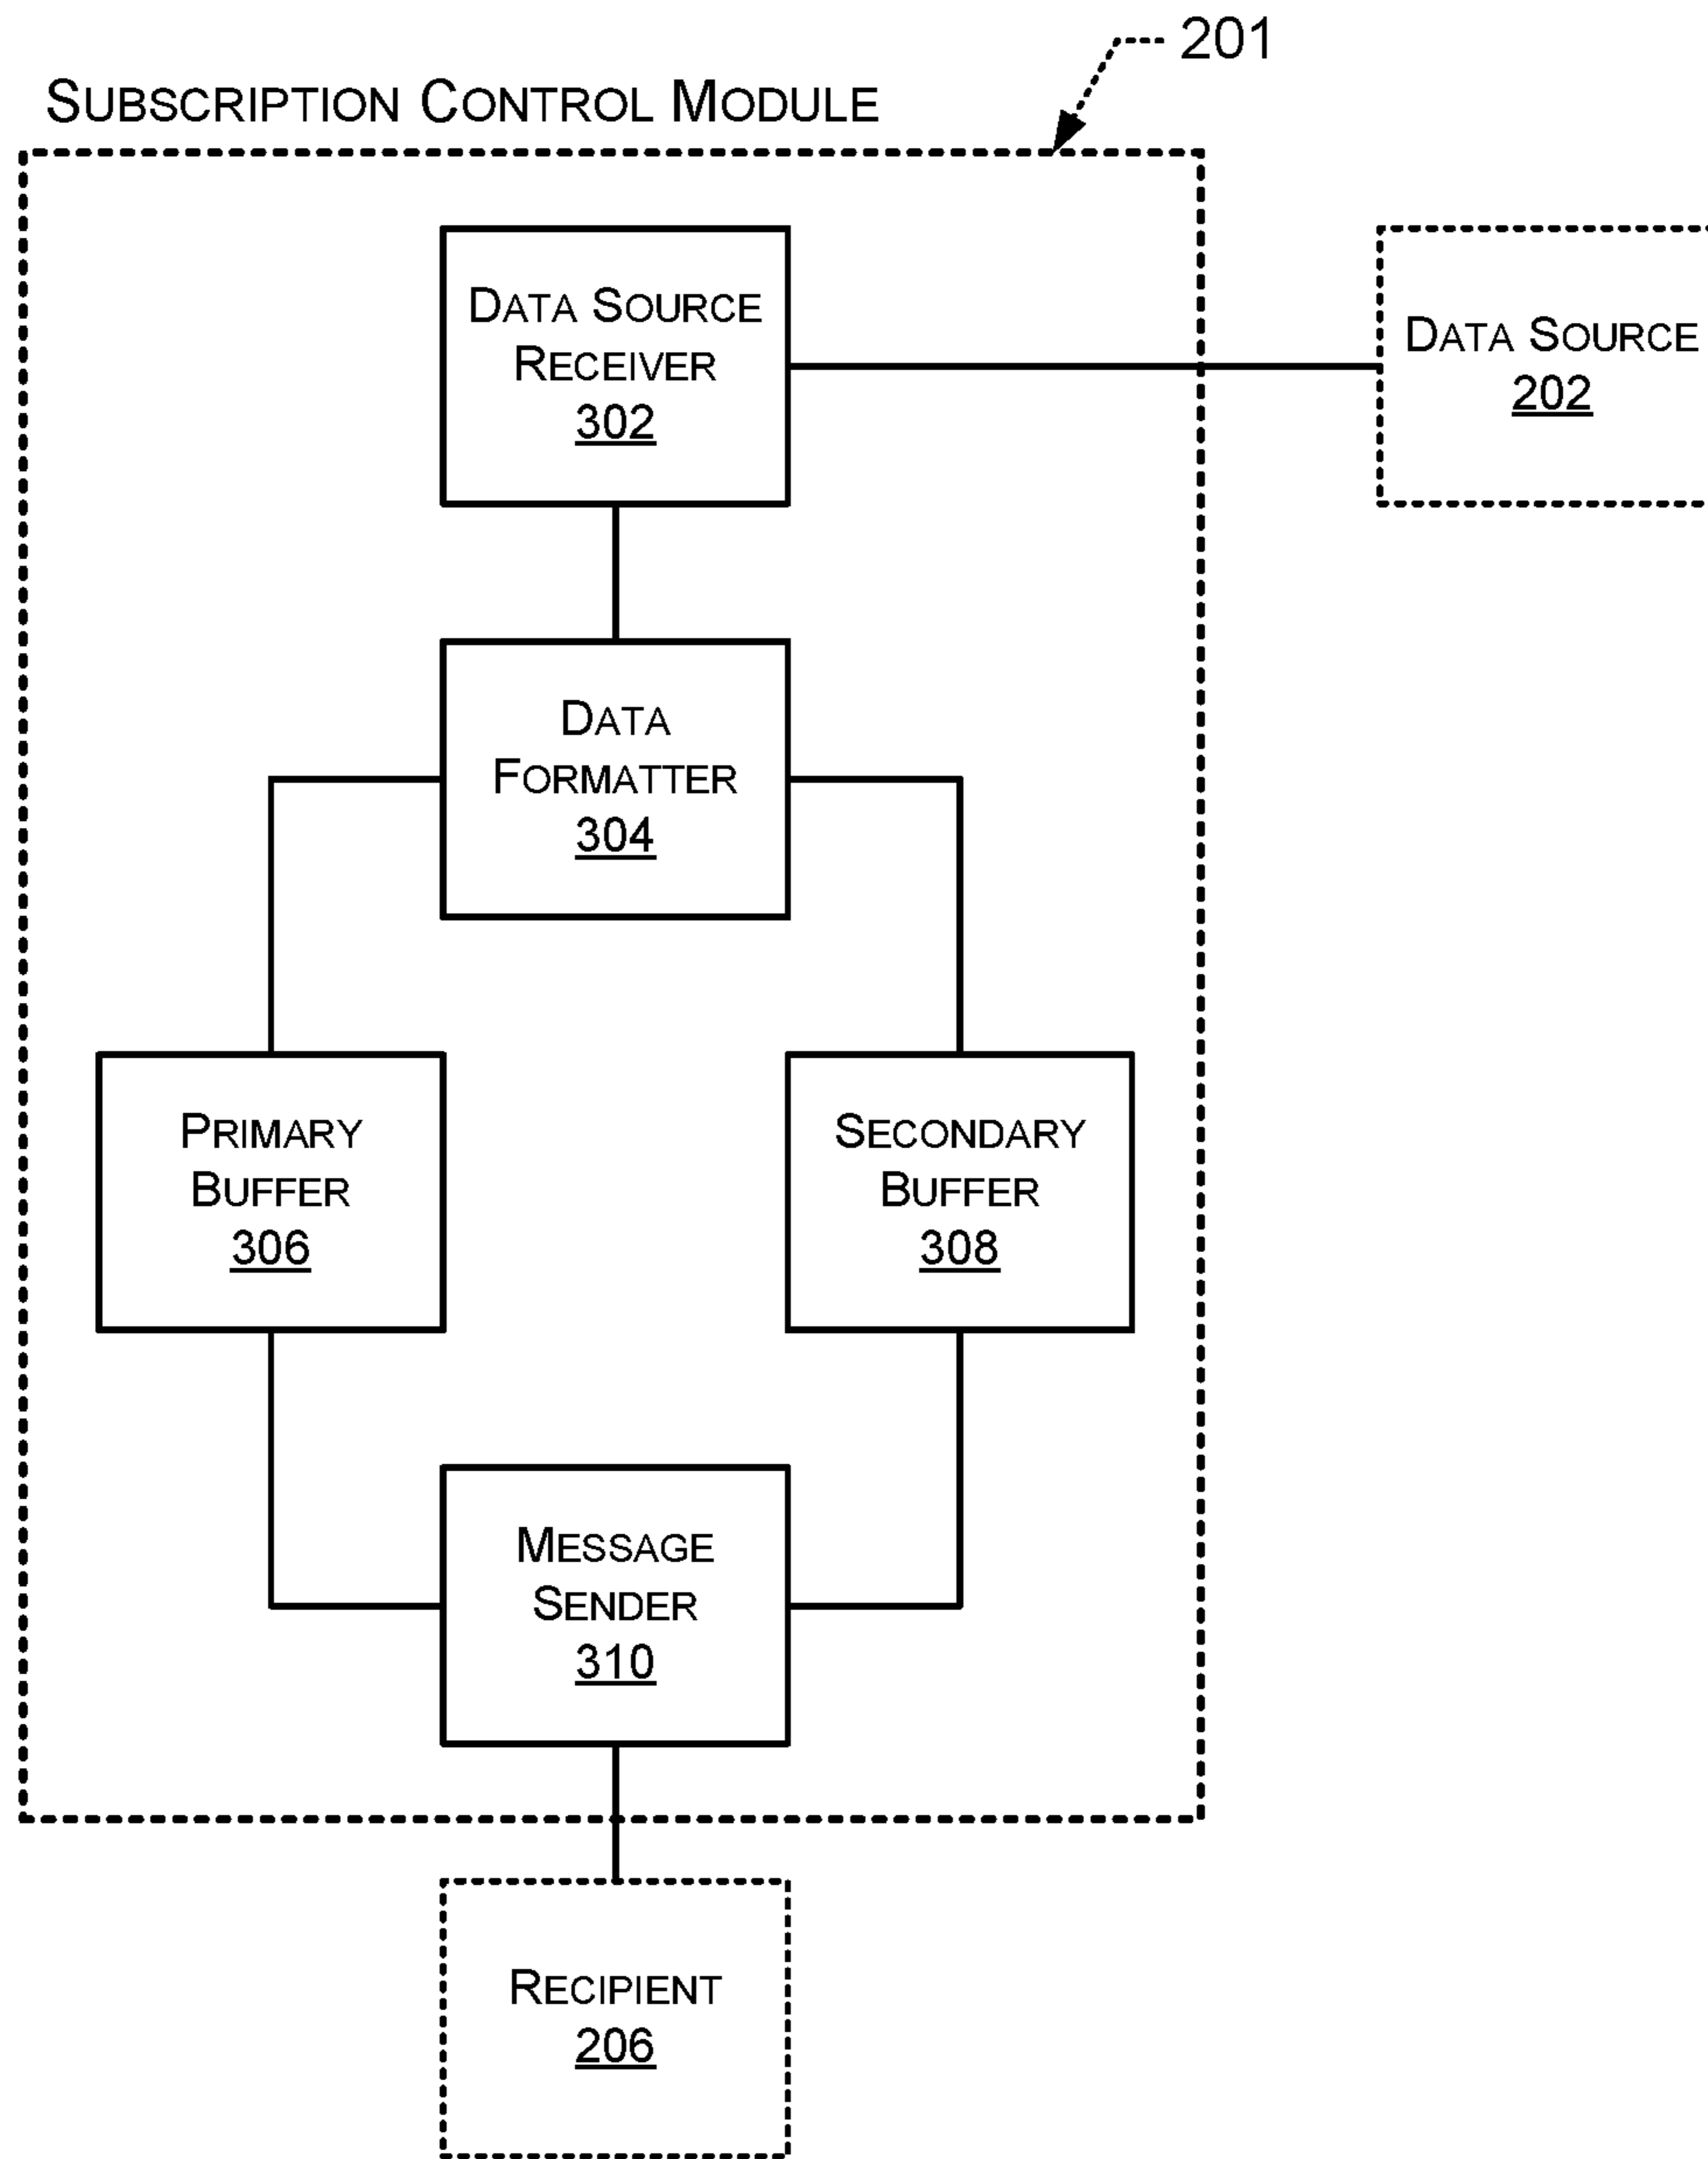 201
SUBSCRIPTION CONTROL MODULE
DATA SOURCE
RECEIVER
302
DATA SOURCE
202
DATA
FORMATTER
304
PRIMARY
BUFFER
306
SECONDARY
BUFFER
308
MESSAGE
SENDER
310
RECIPIENT
206